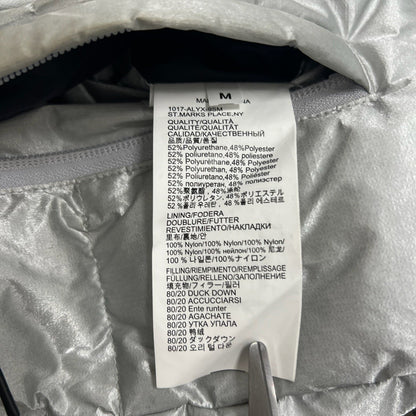 M
1017-ALYX-9SM
ST.MARKS PLACE,NY
QUALITY/QUALITÀ
QUALITÉ/QUALITÄT
CALIDAD/КАЧЕСТВЕННЫЙ
品质/品質/품질
52%Polyurethane,48%Polyester
52% poliuretano,48% poliestere
52% Polyuréthane,48% Polyester
52% Polyurethan,48% Polyester
52% Poliuretano,48% Poliéster
52% полиуретан, 48% полиэстер
52%聚氨酯,48%涤纶
52%ポリウレタン,48%ポリエステル
52% 폴리 우레탄, 48% 폴리 에스테르
LINING/FODERA
DOUBLURE/FUTTER
REVESTIMIENTO/НАКЛАДКИ
里布/裏地/안
100% Nylon/100% Nylon/100% Nylon
100% Nylon/100% нейлон/100% 尼龙/
100% 나일론/100%ナイロン
FILLING/RIEMPIMENTO/REMPLISSAGE
FÜLLUNG/RELLENO/ЗАПОЛНЕНИЕ
填充物/フィラー/필러
80/20 DUCK DOWN
80/20 ACCUCCIARSI
80/20 Ente runter
80/20 AGACHATE
80/20 УТКА УПАЛА
80/20 鸭绒
80/20 ダックダウン
80/20 오리 털 다운